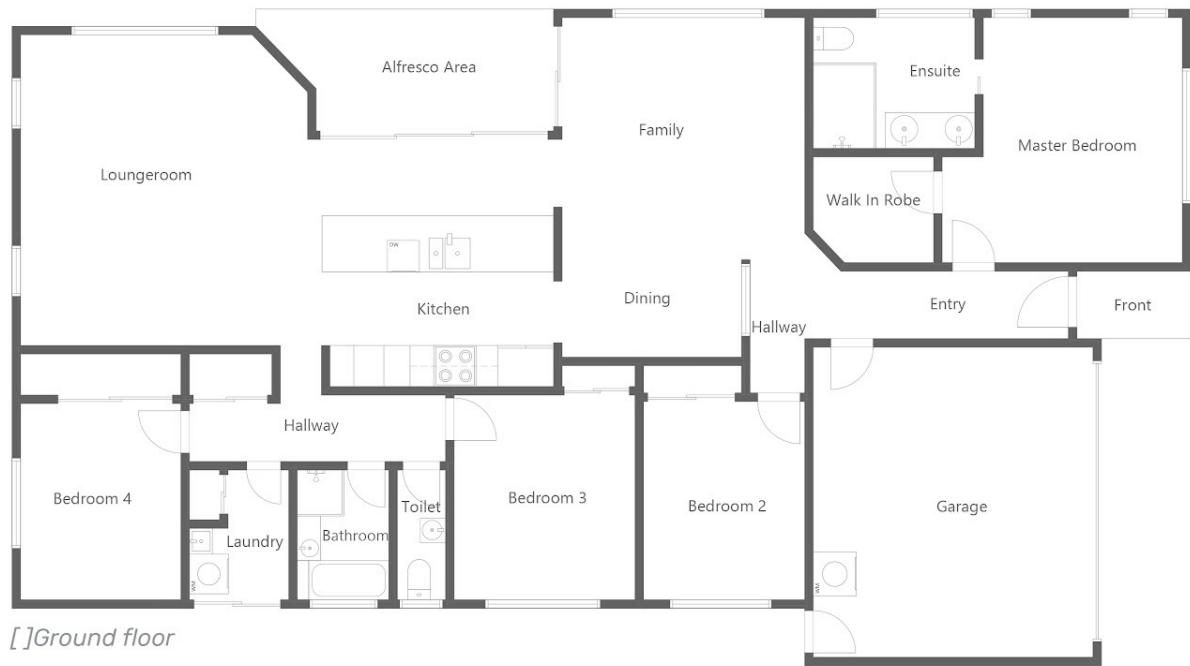 Alfresco Area
Ensuite
Family
Master Bedroom
Loungeroom
Walk In Robe
DW
Dining
Entry
Front
Kitchen
Hallway
Hallway
Bedroom 4
Bedroom 3
Toilet
Bedroom 2
Garage
Laundry
Bathroom
WM
WM
[ ]Ground floor